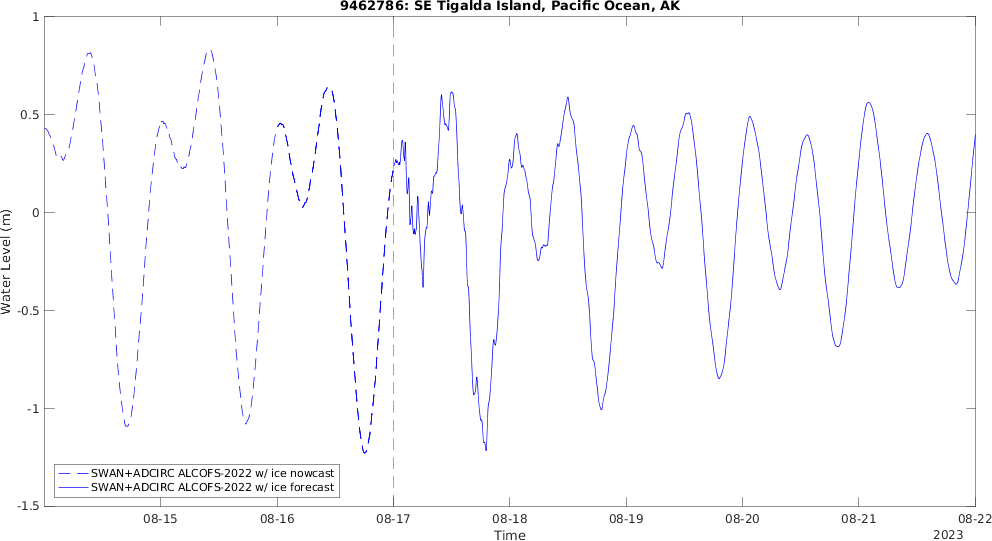 9462786: SE Tigalda Island, Pacific Ocean, AK
1
0.5
0
-0.5
-1
-1.5
Water Level (m)
SWAN+ADCIRC ALCOFS-2022 w/ ice nowcast
SWAN+ADCIRC ALCOFS-2022 w/ ice forecast
08-15 08-16 08-17 08-18 08-19 08-20 08-21 08-22
Time
2023